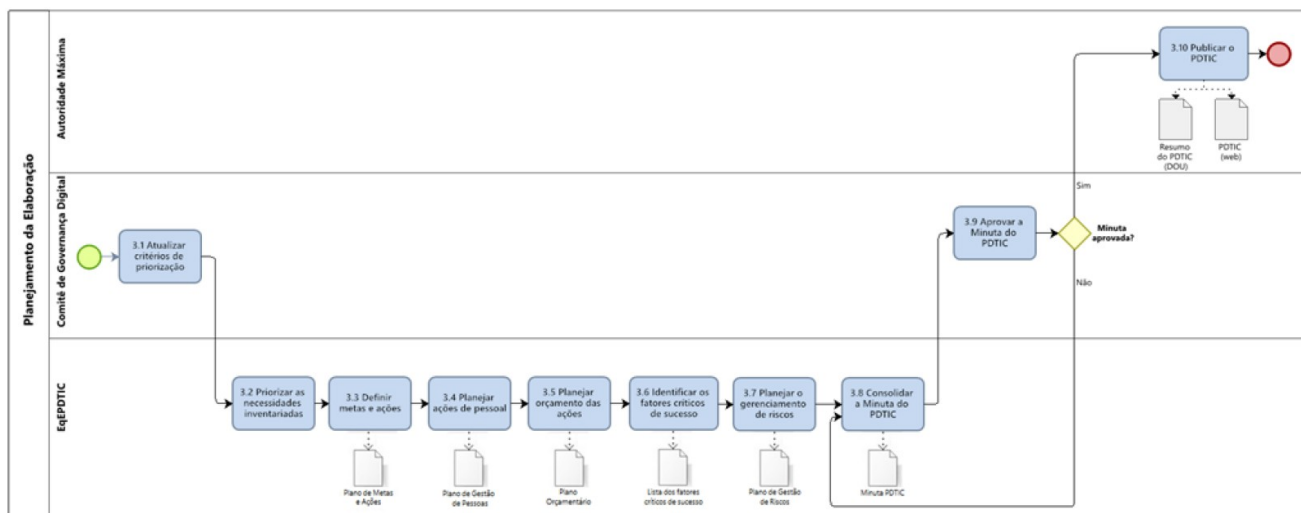 Planejamento da Elaboração
Autoridade Máxima
3.10 Publicar o
PDTIC
Resumo
do PDTIC
(DOU)
PDTIC
(web)
Comitê de Governança Digital
3.1 Atualizar
critérios de
priorização
3.9 Aprovar a
Minuta do
PDTIC
Sim
Minuta
aprovada?
Não
EqEPDTIC
3.2 Priorizar as
necessidades
inventariadas
3.3 Definir
metas e ações
3.4 Planejar
ações de pessoal
3.5 Planejar
orçamento das
ações
3.6 Identificar os
fatores críticos
de sucesso
3.7 Planejar o
gerenciamento
de riscos
3.8 Consolidar
a Minuta do
PDTIC
Plano de Metas
e Ações
Plano de Gestão
de Pessoas
Plano
Orçamentário
Lista dos fatores
críticos de sucesso
Plano de Gestão
de Riscos
Minuta PDTIC